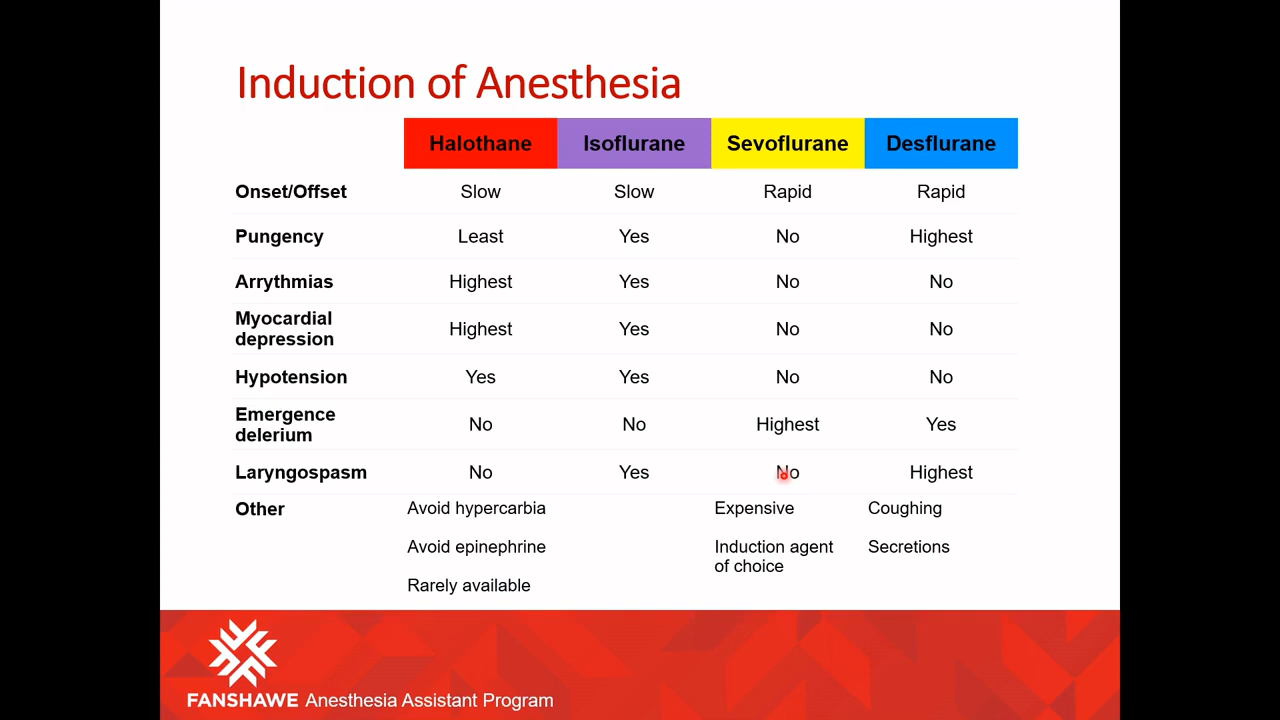 Induction of Anesthesia
Halothane Isoflurane Sevoflurane Desflurane
Onset/Offset Slow Slow Rapid Rapid
Pungency Least Yes No Highest
Arrythmias Highest Yes No No
Myocardial
depression Highest Yes No No
Hypotension Yes Yes No No
Emergence
delerium No No Highest Yes
Laryngospasm No Yes No Highest
Other Avoid hypercarbia Expensive Coughing
Avoid epinephrine Induction agent Secretions
of choice
Rarely available
FANSHAWE Anesthesia Assistant Program